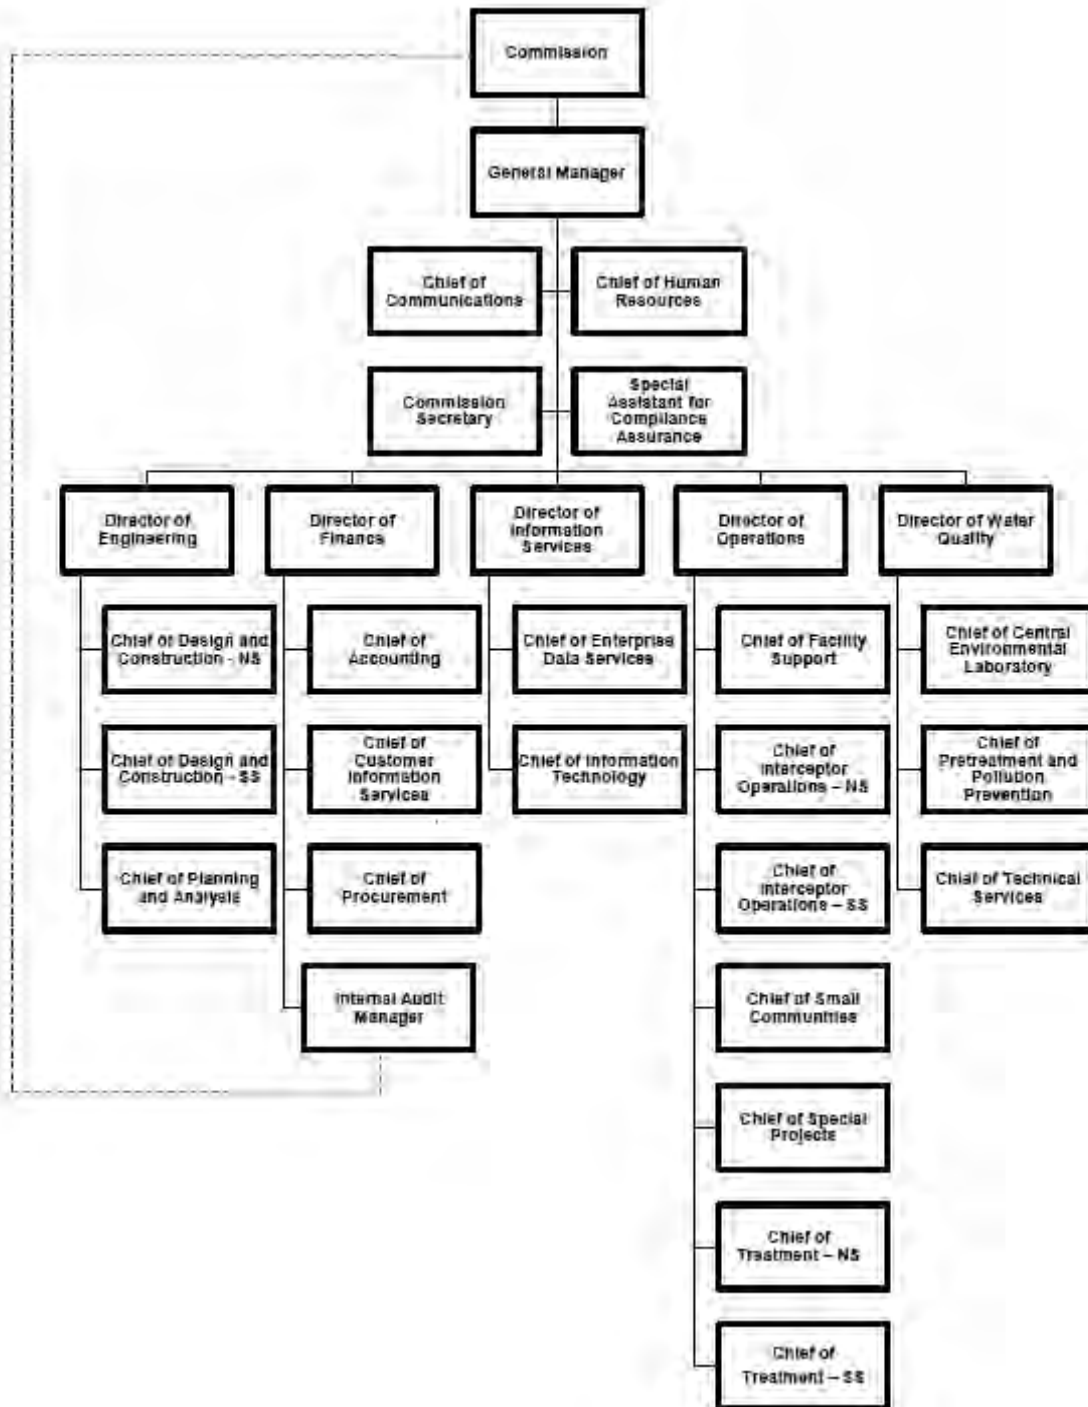 Commission
General Manager
Chief of
Communications
Chief of Human
Resources
Commission
Secretary
Special
Assistant for
Compliance
Assurance
Director of
Engineering
Director of
Finance
Director of
Information
Services
Director of
Operations
Director of Water
Quality
Chief of Design and
Construction - NS
Chief of Design and
Construction - SS
Chief of Planning
and Analysis
Chief of
Accounting
Chief of
Customer
Information
Services
Chief of
Procurement
Internal Audit
Manager
Chief of Enterprise
Data Services
Chief of Information
Technology
Chief of Facility
Support
Chief of
Interceptor
Operations – NS
Chief of
Interceptor
Operations – SS
Chief of Small
Communities
Chief of Special
Projects
Chief of
Treatment – NS
Chief of
Treatment – SS
Chief of Central
Environmental
Laboratory
Chief of
Pretreatment and
Pollution
Prevention
Chief of Technical
Services